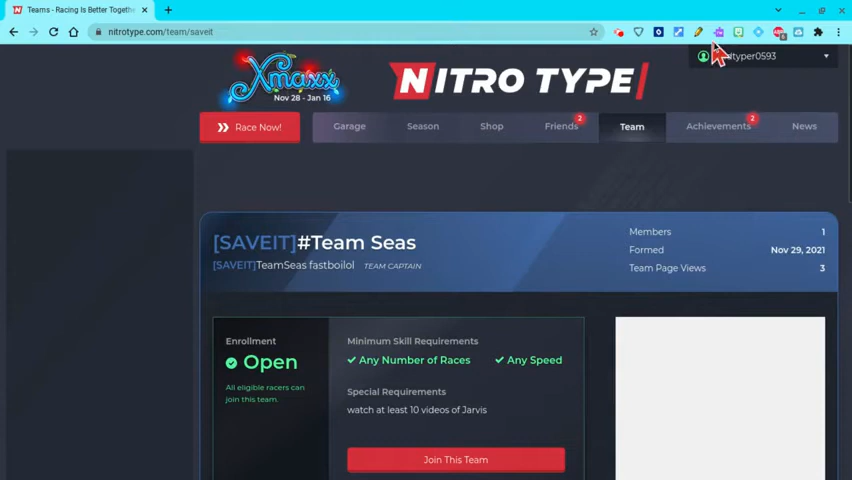 Teams - Racing Is Better Togethe
nitrotype.com/team/saveit
Xmaxx
Nov 28 - Jan 16
NITRO TYPE
ltyper0593
Race Now!
Garage
Season
Shop
Friends
2
Team
Achievements
2
News
[SAVEIT]#Team Seas
[SAVEIT]TeamSeas fastboilol TEAM CAPTAIN
Members 1
Formed Nov 29, 2021
Team Page Views 3
Enrollment
Open
All eligible racers can
join this team.
Minimum Skill Requirements
Any Number of Races
Any Speed
Special Requirements
watch at least 10 videos of Jarvis
Join This Team